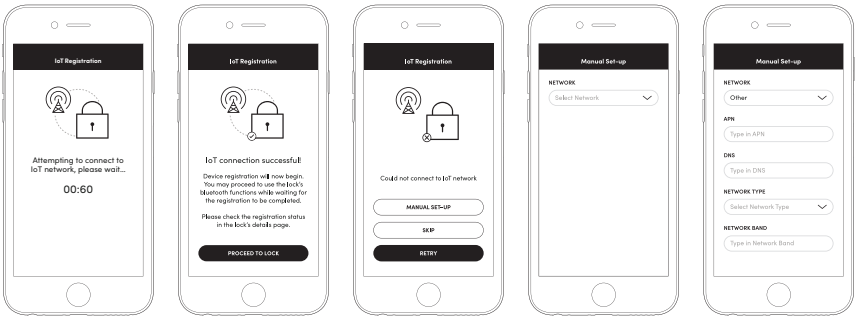 IoT Registration
Attempting to connect to
IoT network, please wait...
00:60
IoT Registration
IoT connection successful!
Device registration will now begin.
You may proceed to use the lock's
bluetooth functions while waiting for
the registration to be completed.
Please check the registration status
in the lock's details page.
PROCEED TO LOCK
IoT Registration
Could not connect to IoT network
MANUAL SET-UP
SKIP
RETRY
Manual Set-up
NETWORK
Select Network
Manual Set-up
NETWORK
Other
APN
Type in APN
DNS
Type in DNS
NETWORK TYPE
Select Network Type
NETWORK BAND
Type in Network Band